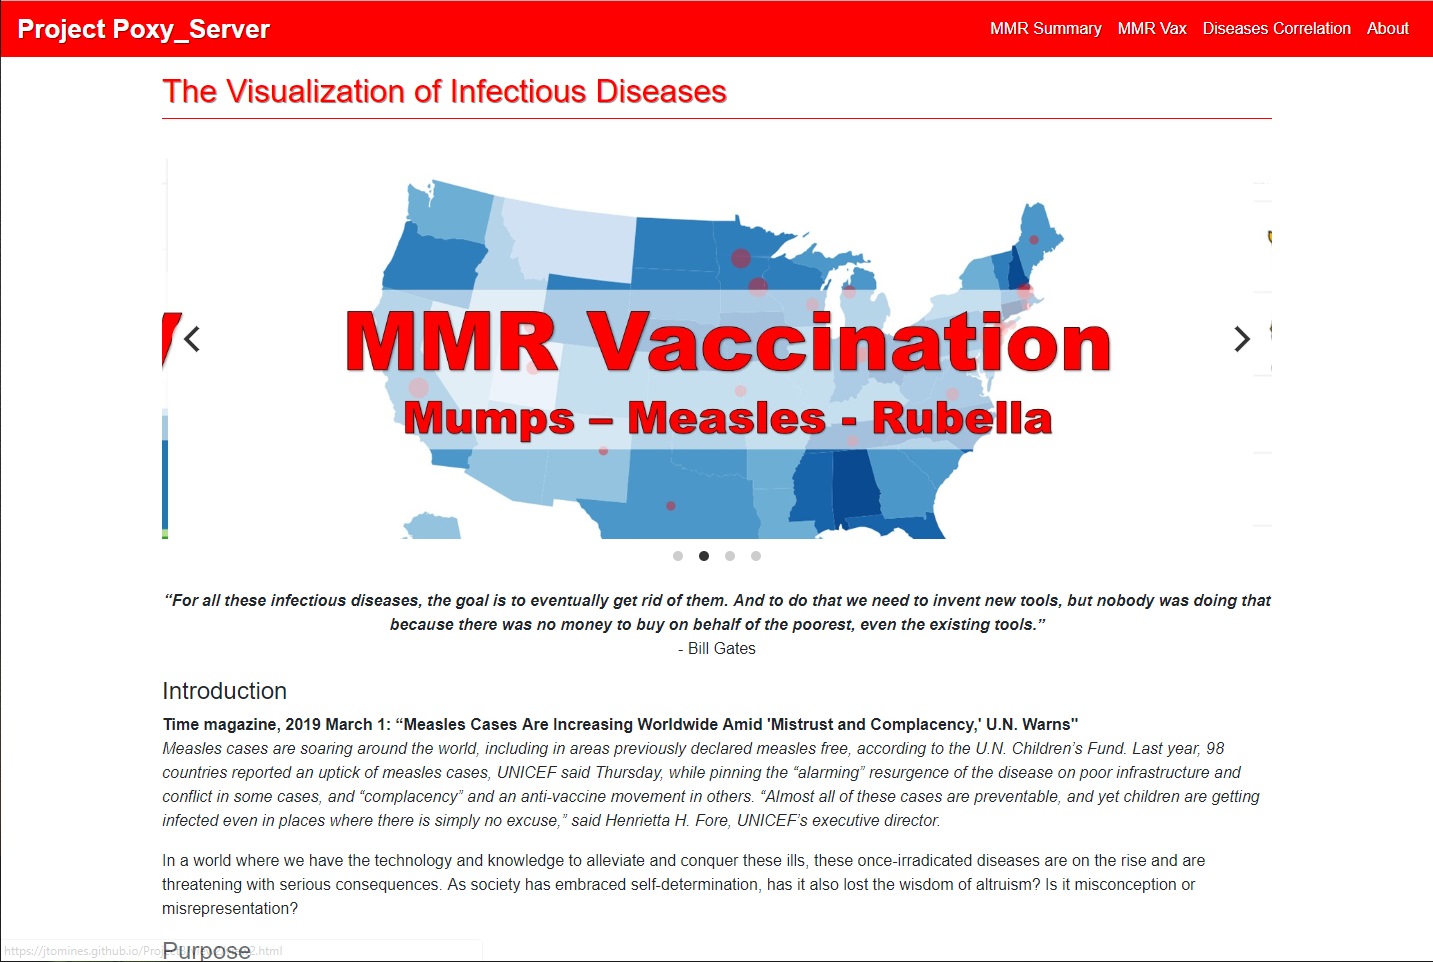 Project Poxy_Server
MMR Summary MMR Vax Diseases Correlation About
The Visualization of Infectious Diseases
MMR Vaccination
Mumps – Measles - Rubella
“For all these infectious diseases, the goal is to eventually get rid of them. And to do that we need to invent new tools, but nobody was doing that
because there was no money to buy on behalf of the poorest, even the existing tools.”
- Bill Gates
Introduction
Time magazine, 2019 March 1: “Measles Cases Are Increasing Worldwide Amid 'Mistrust and Complacency,' U.N. Warns"
Measles cases are soaring around the world, including in areas previously declared measles free, according to the U.N. Children’s Fund. Last year, 98
countries reported an uptick of measles cases, UNICEF said Thursday, while pinning the “alarming” resurgence of the disease on poor infrastructure and
conflict in some cases, and “complacency” and an anti-vaccine movement in others. “Almost all of these cases are preventable, and yet children are getting
infected even in places where there is simply no excuse,” said Henrietta H. Fore, UNICEF’s executive director.
In a world where we have the technology and knowledge to alleviate and conquer these ills, these once-irradicated diseases are on the rise and are
threatening with serious consequences. As society has embraced self-determination, has it also lost the wisdom of altruism? Is it misconception or
misrepresentation?
Purpose